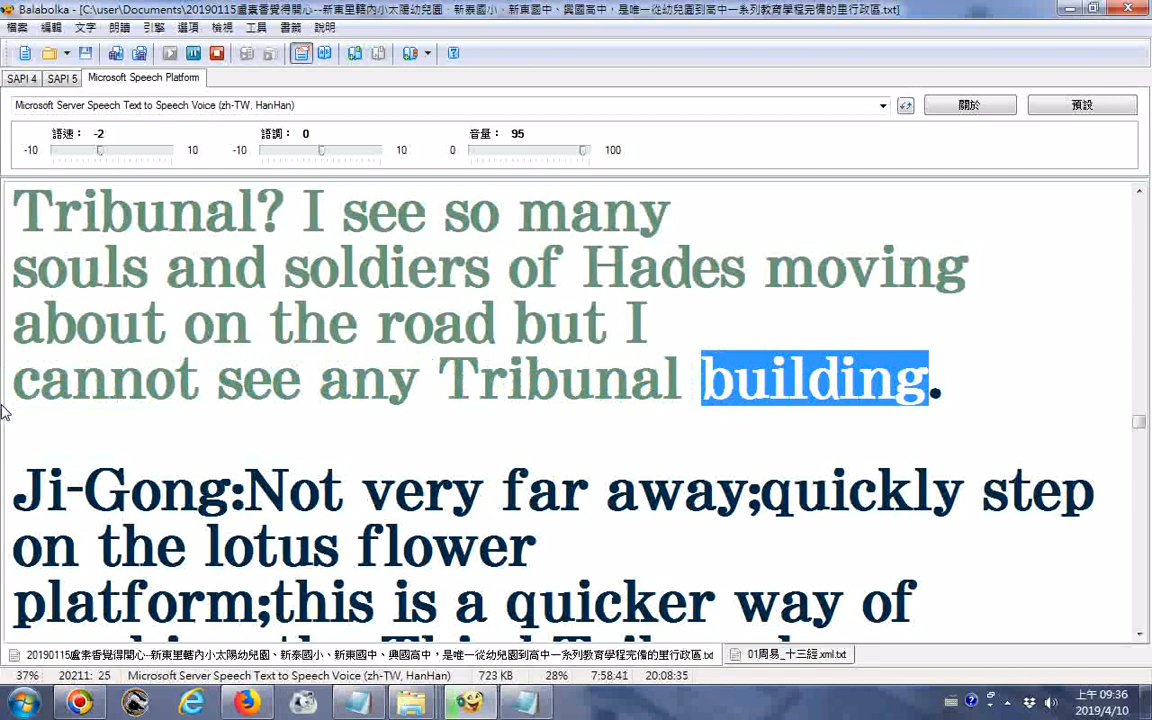 Balabolka - [C:\user\Documents\20190115盧素香覺得開心--新東里轄內小太陽幼兒園、新泰國小、新東國中、興國高中，是唯一從幼兒園到高中一系列教育學程完備的里行政區.txt]
檔案 編輯 文字 朗讀 引擎 選項 檢視 工具 書籤 說明
SAPI 4 SAPI 5 Microsoft Speech Platform
Microsoft Server Speech Text to Speech Voice (zh-TW, HanHan) 關於 預設
語速： -2 語調： 0 音量： 95
-10 10 -10 10 0 100
Tribunal? I see so many
souls and soldiers of Hades moving
about on the road but I
cannot see any Tribunal building.
Ji-Gong:Not very far away;quickly step
on the lotus flower
platform;this is a quicker way of
20190115盧素香覺得開心--新東里轄內小太陽幼兒園、新泰國小、新東國中、興國高中，是唯一從幼兒園到高中一系列教育學程完備的里行政區.txt 01周易_十三經.xml.txt
37% 20211: 25 Microsoft Server Speech Text to Speech Voice (zh-TW, HanHan) 723 KB 28% 7:58:41 20:08:35
上午 09:36
2019/4/10